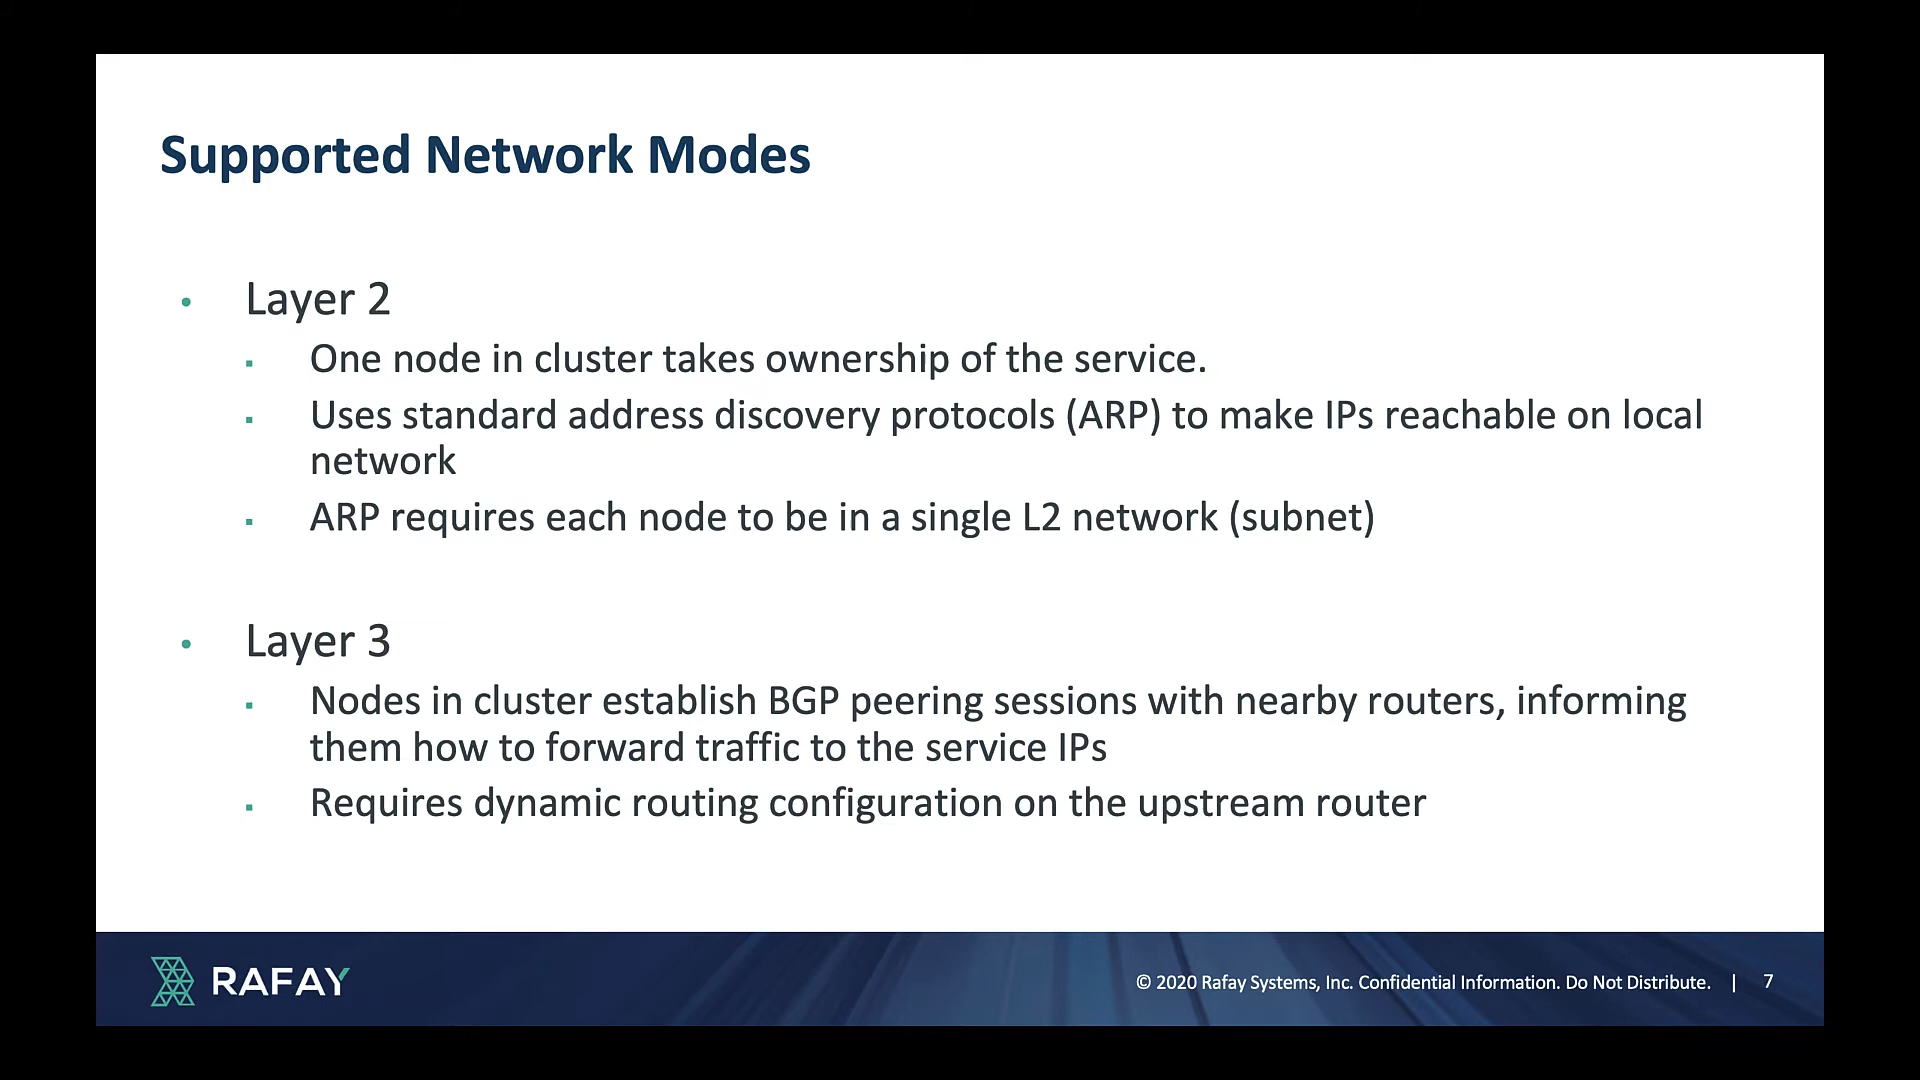 Supported Network Modes
• Layer 2
▪ One node in cluster takes ownership of the service.
▪ Uses standard address discovery protocols (ARP) to make IPs reachable on local
network
▪ ARP requires each node to be in a single L2 network (subnet)
• Layer 3
▪ Nodes in cluster establish BGP peering sessions with nearby routers, informing
them how to forward traffic to the service IPs
▪ Requires dynamic routing configuration on the upstream router
RAFAY
© 2020 Rafay Systems, Inc. Confidential Information. Do Not Distribute. | 7